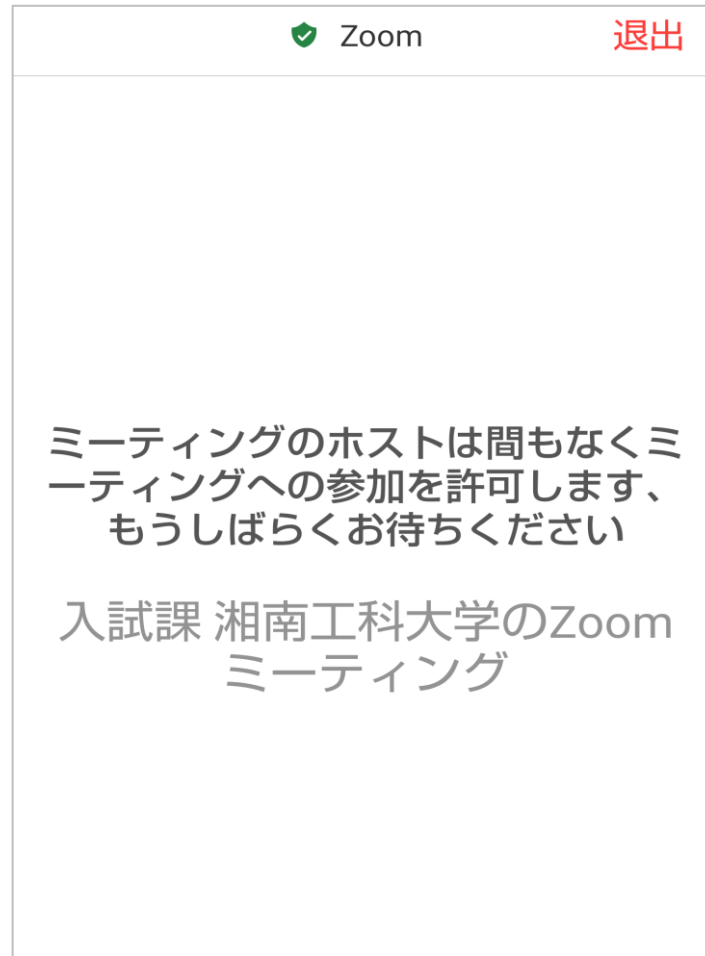 Zoom 退出
ミーティングのホストは間もなくミ
ーティングへの参加を許可します、
もうしばらくお待ちください
入試課 湘南工科大学のZoom
ミーティング